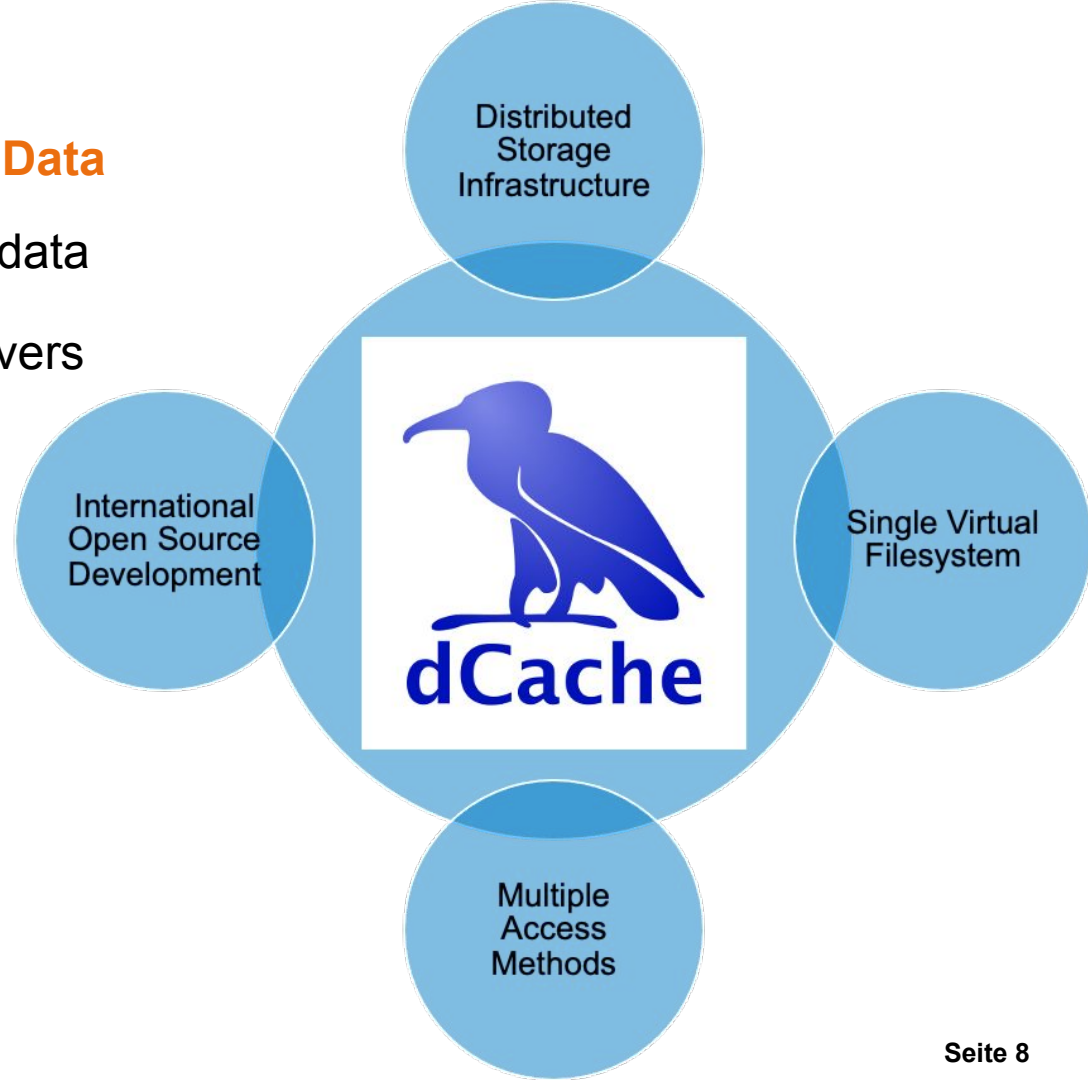 Data
data
vers
Distributed
Storage
Infrastructure
International
Open Source
Development
dCache
Single Virtual
Filesystem
Multiple
Access
Methods
Seite 8